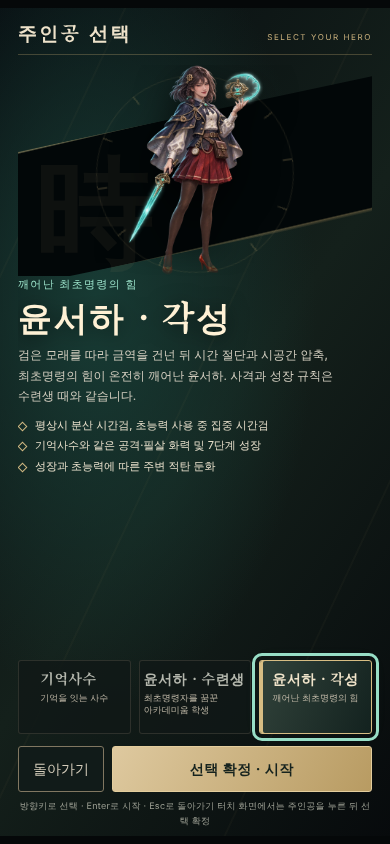 주인공 선택
SELECT YOUR HERO
時
깨어난 최초명령의 힘
윤서하 · 각성
검은 모래를 따라 금역을 건넌 뒤 시간 절단과 시공간 압축,
최초명령의 힘이 온전히 깨어난 윤서하. 사격과 성장 규칙은
수련생 때와 같습니다.
◇ 평상시 분산 시간검, 초능력 사용 중 집중 시간검
◇ 기억사수와 같은 공격·필살 화력 및 7단계 성장
◇ 성장과 초능력에 따른 주변 적탄 둔화
기억사수
기억을 잇는 사수
윤서하 · 수련생
최초명령자를 꿈꾼
아카데미움 학생
윤서하 · 각성
깨어난 최초명령의 힘
돌아가기
선택 확정 · 시작
방향키로 선택 · Enter로 시작 · Esc로 돌아가기 터치 화면에서는 주인공을 누른 뒤 선
택 확정